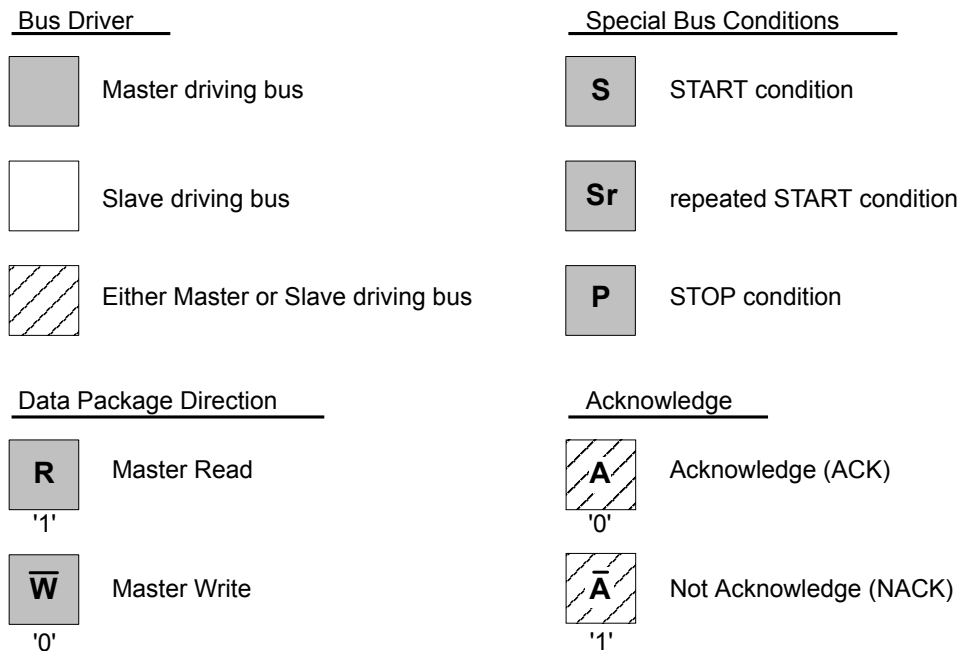 Bus Driver
Master driving bus
Slave driving bus
Either Master or Slave driving bus
Special Bus Conditions
S START condition
Sr repeated START condition
P STOP condition
Data Package Direction
R Master Read
'1'
W̅ Master Write
'0'
Acknowledge
A Acknowledge (ACK)
'0'
A̅ Not Acknowledge (NACK)
'1'